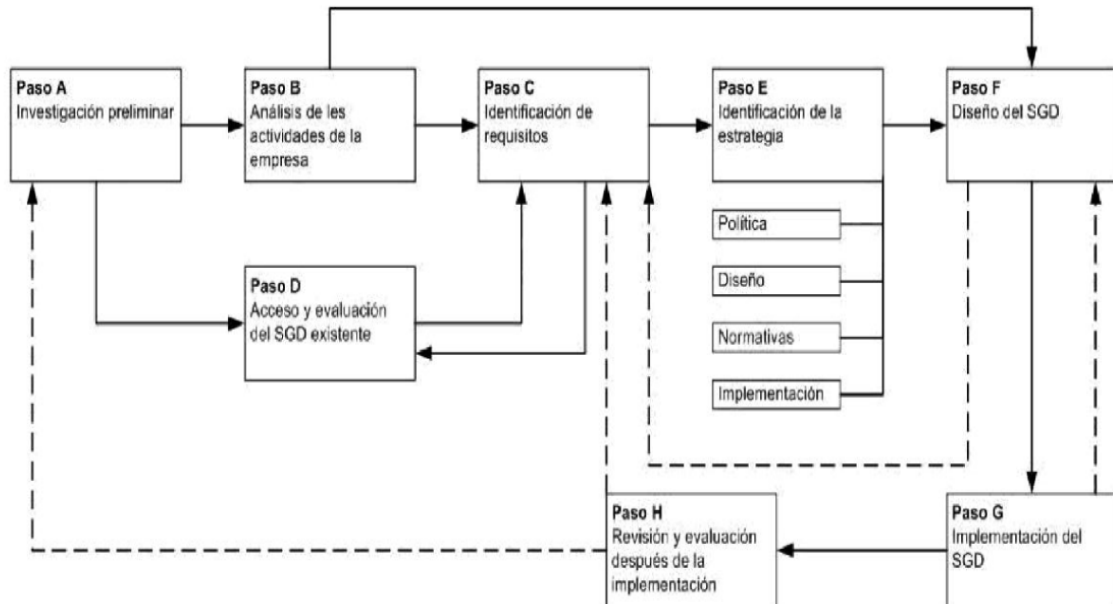 Paso A
Investigación preliminar
Paso B
Análisis de les
actividades de la
empresa
Paso C
Identificación de
requisitos
Paso E
Identificación de la
estrategia
Paso F
Diseño del SGD
Política
Diseño
Normativas
Implementación
Paso D
Acceso y evaluación
del SGD existente
Paso H
Revisión y evaluación
después de la
implementación
Paso G
Implementación del
SGD